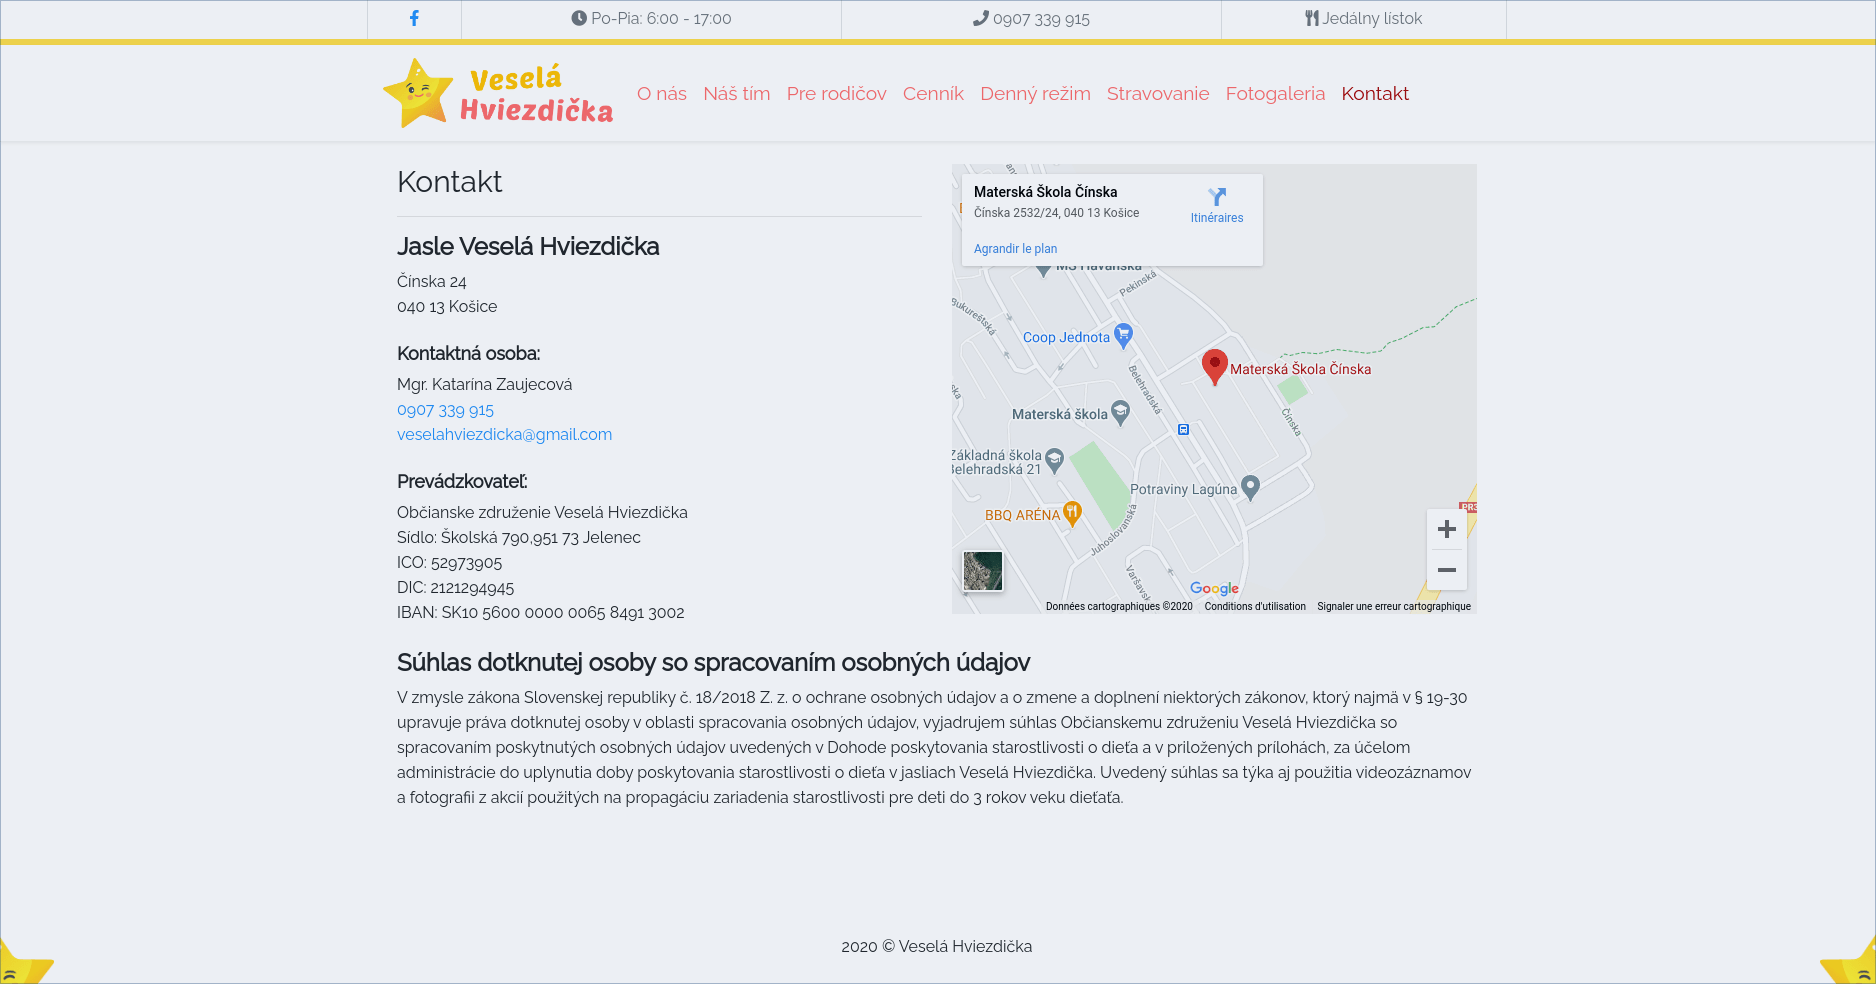 Po-Pia: 6:00 - 17:00
0907 339 915
Jedálny lístok
Veselá
Hviezdička
O nás
Náš tím
Pre rodičov
Cenník
Denný režim
Stravovanie
Fotogaleria
Kontakt
Kontakt
Jasle Veselá Hviezdička
Čínska 24
040 13 Košice
Kontaktná osoba:
Mgr. Katarína Zaujecová
0907 339 915
veselahviezdicka@gmail.com
Prevádzkovateľ:
Občianske združenie Veselá Hviezdička
Sídlo: Školská 790,951 73 Jelenec
ICO: 52973905
DIC: 2121294945
IBAN: SK10 5600 0000 0065 8491 3002
Materská Škola Čínska
Čínska 2532/24, 040 13 Košice
Itinéraires
Agrandir le plan
MŠ Havanská
Pekinská
Bukureštská
Coop Jednota
Belehradská
Materská Škola Čínska
Materská škola
Čínska
Základná škola
Belehradská 21
Potraviny Lagúna
BBQ ARÉNA
Juhoslovanská
Google
Données cartographiques ©2020
Conditions d'utilisation
Signaler une erreur cartographique
Súhlas dotknutej osoby so spracovaním osobných údajov
V zmysle zákona Slovenskej republiky č. 18/2018 Z. z. o ochrane osobných údajov a o zmene a doplnení niektorých zákonov, ktorý najmä v § 19-30
upravuje práva dotknutej osoby v oblasti spracovania osobných údajov, vyjadrujem súhlas Občianskemu združeniu Veselá Hviezdička so
spracovaním poskytnutých osobných údajov uvedených v Dohode poskytovania starostlivosti o dieťa a v priložených prílohách, za účelom
administrácie do uplynutia doby poskytovania starostlivosti o dieťa v jasliach Veselá Hviezdička. Uvedený súhlas sa týka aj použitia videozáznamov
a fotografii z akcií použitých na propagáciu zariadenia starostlivosti pre deti do 3 rokov veku dieťaťa.
2020 © Veselá Hviezdička